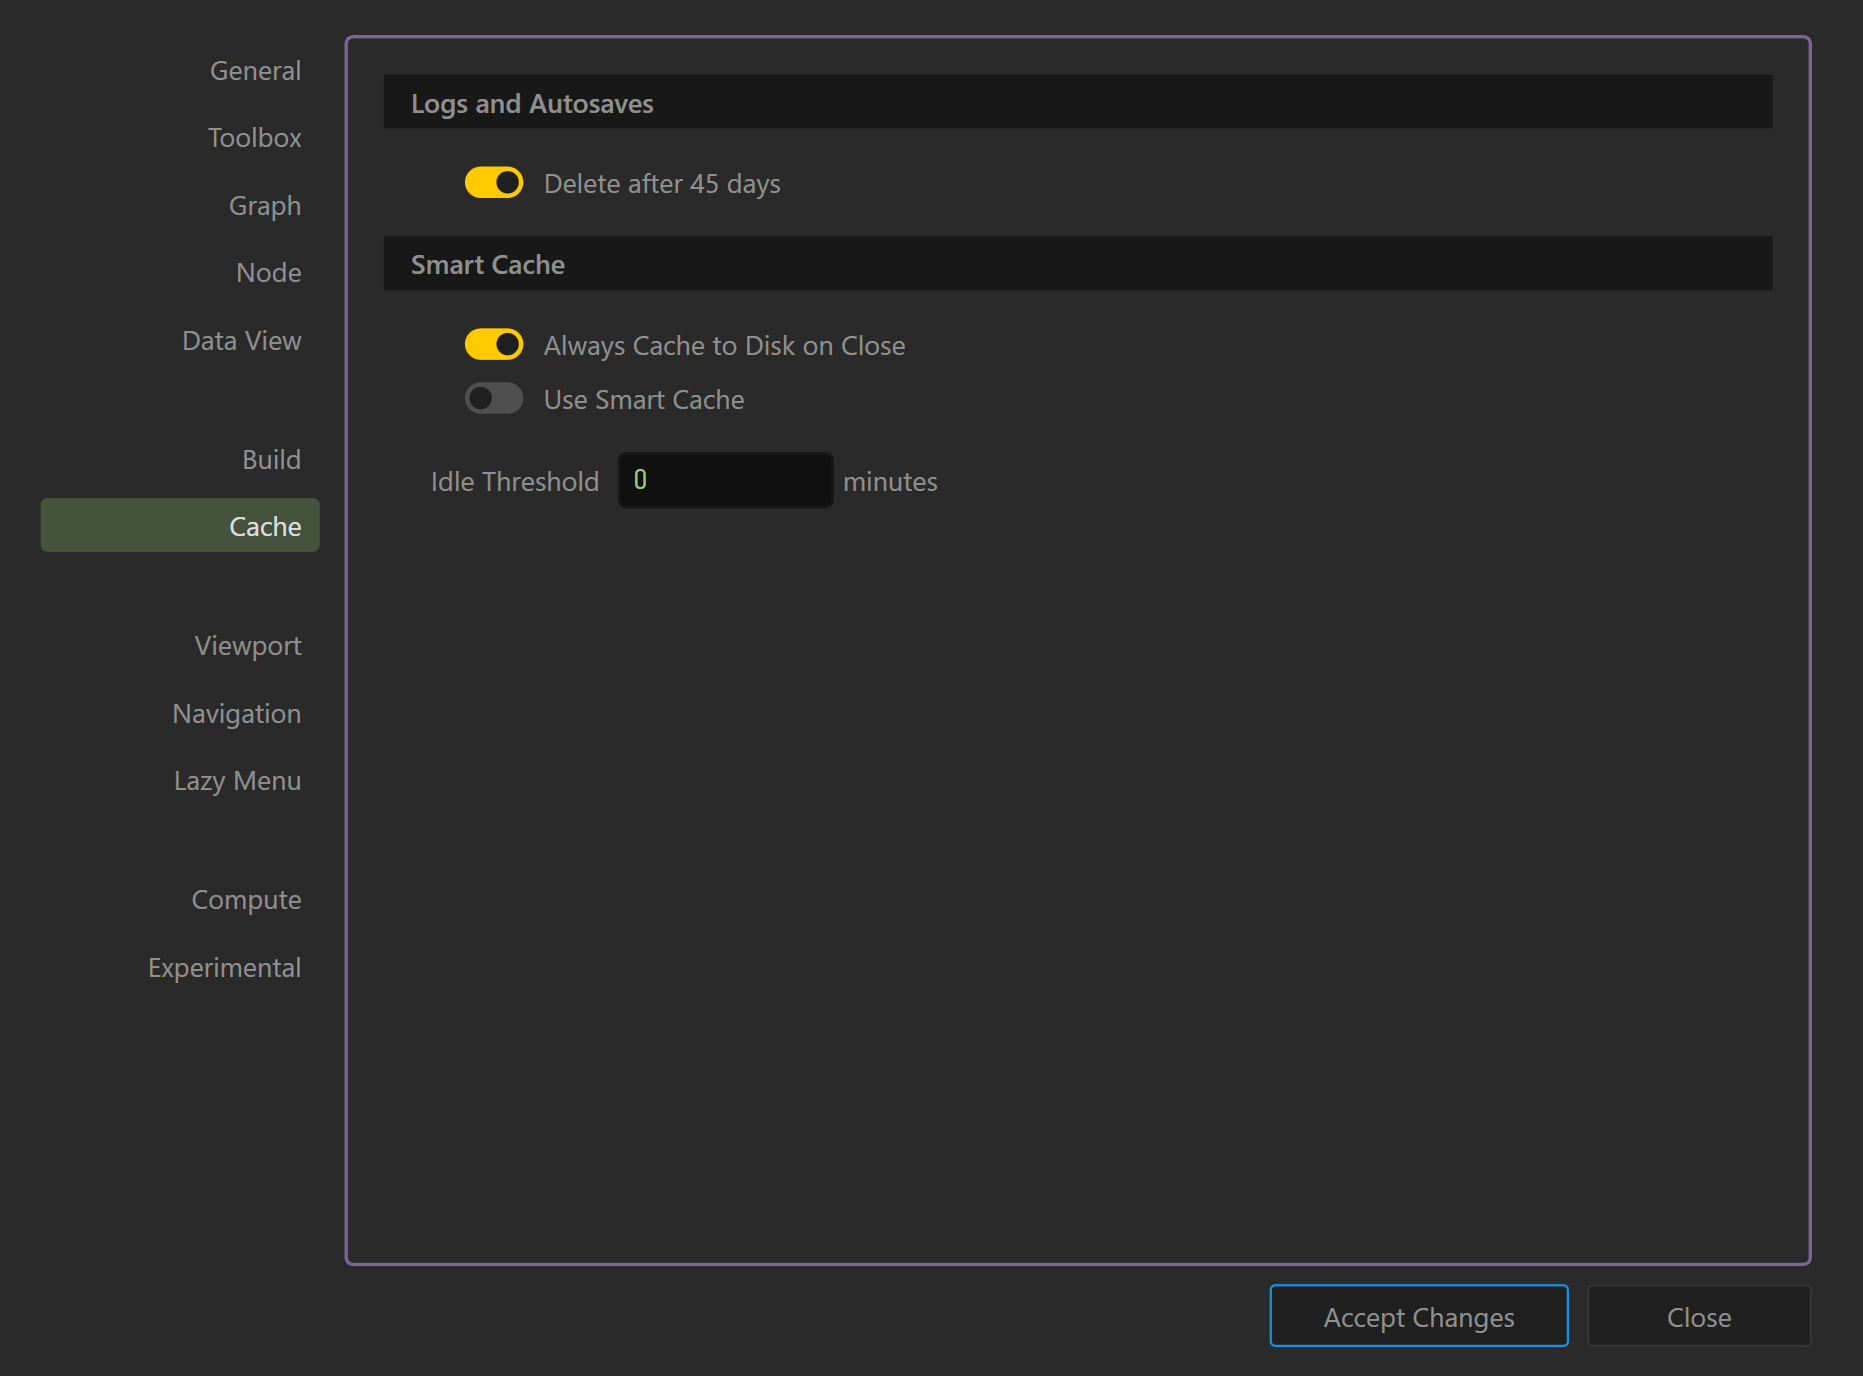 General
Toolbox
Graph
Node
Data View
Build
Cache
Viewport
Navigation
Lazy Menu
Compute
Experimental
Logs and Autosaves
Delete after 45 days
Smart Cache
Always Cache to Disk on Close
Use Smart Cache
Idle Threshold 0 minutes
Accept Changes
Close